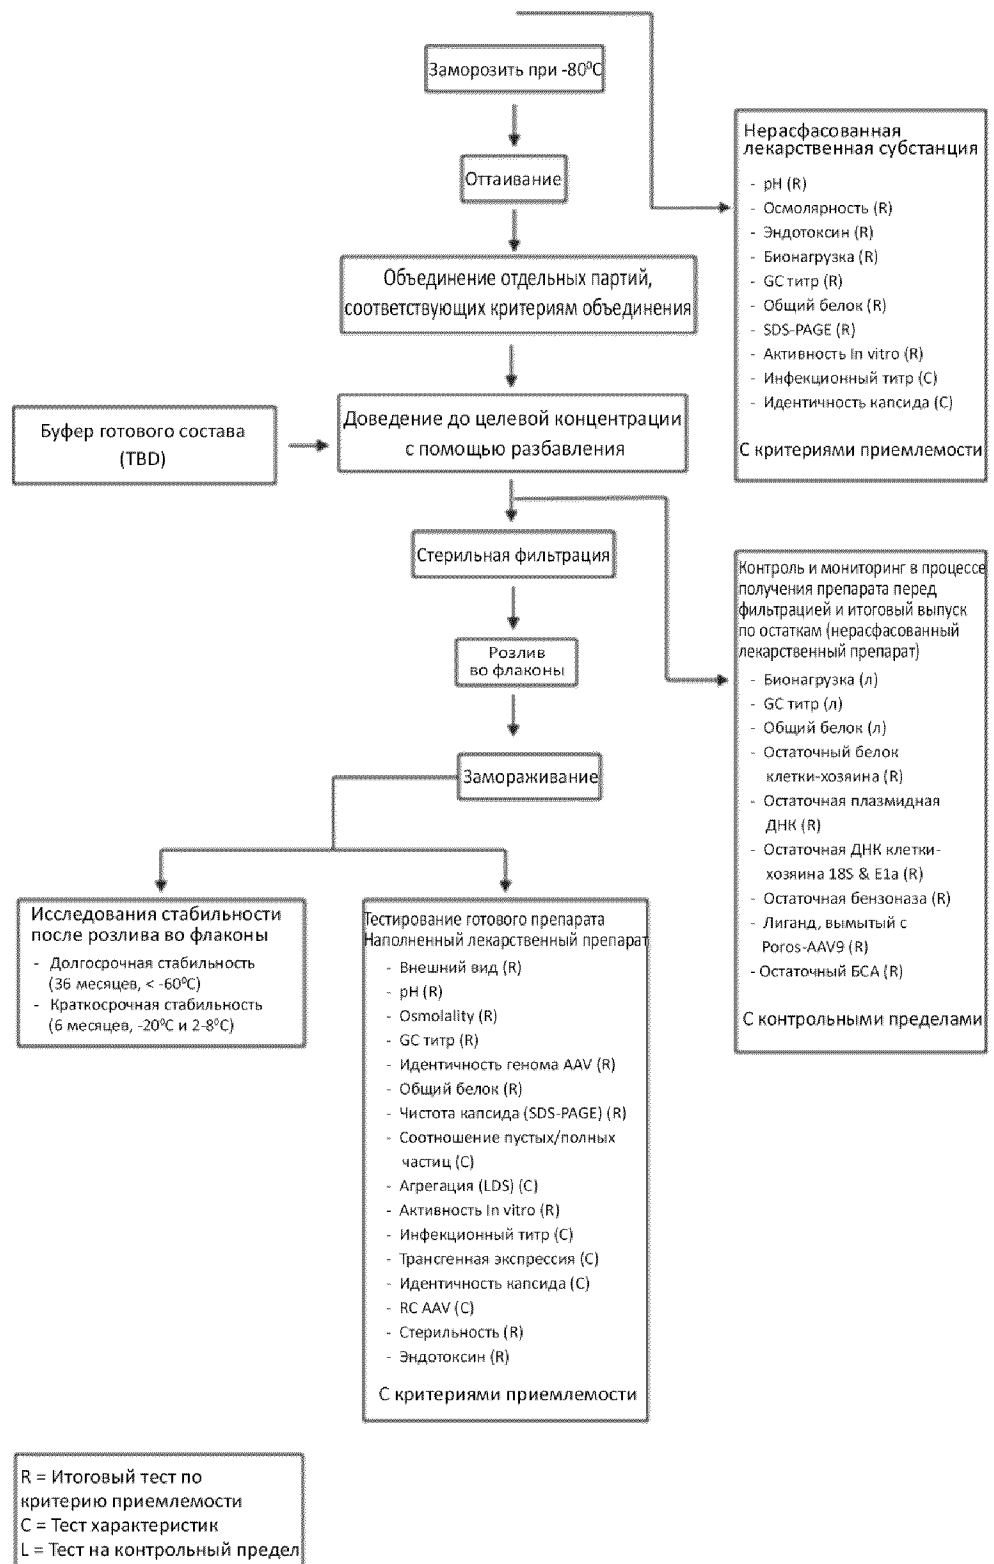 Заморозить при -80⁰C
Оттаивание
Объединение отдельных партий,
соответствующих критериям объединения
Буфер готового состава
(TBD)
Доведение до целевой концентрации
с помощью разбавления
Стерильная фильтрация
Розлив
во флаконы
Замораживание
Нерасфасованная
лекарственная субстанция
- pH (R)
- Осмолярность (R)
- Эндотоксин (R)
- Бионагрузка (R)
- GC титр (R)
- Общий белок (R)
- SDS-PAGE (R)
- Активность In vitro (R)
- Инфекционный титр (C)
- Идентичность капсида (C)
С критериями приемлемости
Контроль и мониторинг в процессе
получения препарата перед
фильтрацией и итоговый выпуск
по остаткам (нерасфасованный
лекарственный препарат)
- Бионагрузка (л)
- GC титр (л)
- Общий белок (л)
- Остаточный белок
клетки-хозяина (R)
- Остаточная плазмидная
ДНК (R)
- Остаточная ДНК клетки-
хозяина 18S & E1a (R)
- Остаточная бензоназа (R)
- Лиганд, вымытый с
Poros-AAV9 (R)
- Остаточный БСА (R)
С контрольными пределами
Исследования стабильности
после розлива во флаконы
- Долгосрочная стабильность
(36 месяцев, < -60⁰C)
- Краткосрочная стабильность
(6 месяцев, -20⁰C и 2-8⁰C)
Тестирование готового препарата
Наполненный лекарственный препарат
- Внешний вид (R)
- pH (R)
- Osmolality (R)
- GC титр (R)
- Идентичность генома AAV (R)
- Общий белок (R)
- Чистота капсида (SDS-PAGE) (R)
- Соотношение пустых/полных
частиц (C)
- Агрегация (LDS) (C)
- Активность In vitro (R)
- Инфекционный титр (C)
- Трансгенная экспрессия (C)
- Идентичность капсида (C)
- RC AAV (C)
- Стерильность (R)
- Эндотоксин (R)
С критериями приемлемости
R = Итоговый тест по
критерию приемлемости
C = Тест характеристик
L = Тест на контрольный предел